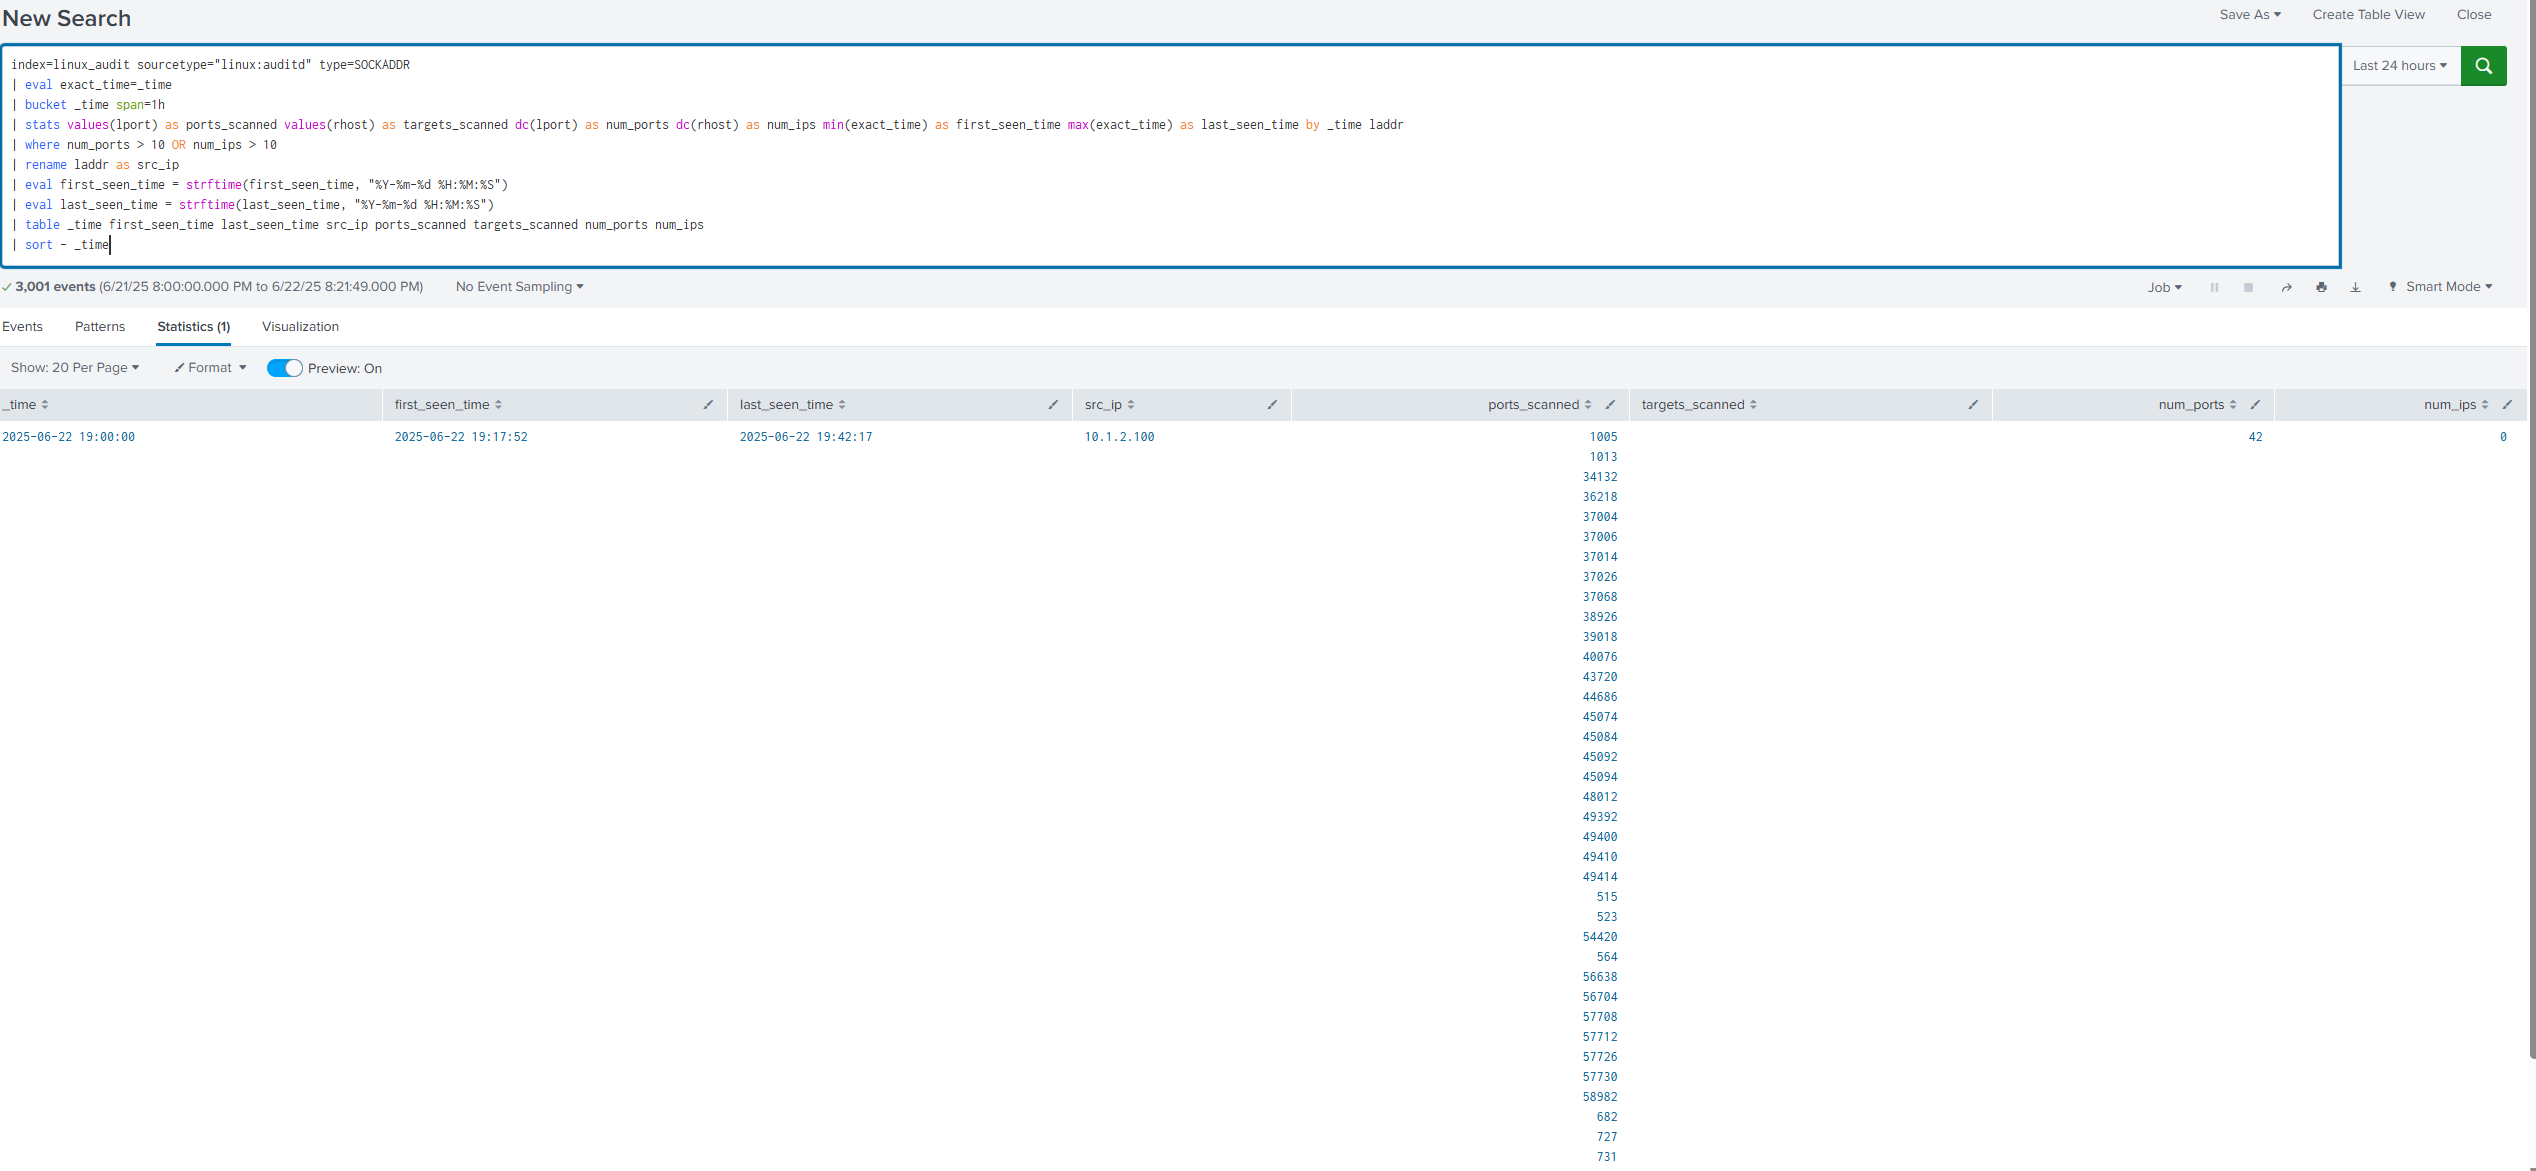 New Search
Save As Create Table View Close
index=linux_audit sourcetype="linux:auditd" type=SOCKADDR
| eval exact_time=_time
| bucket _time span=1h
| stats values(lport) as ports_scanned values(rhost) as targets_scanned dc(lport) as num_ports dc(rhost) as num_ips min(exact_time) as first_seen_time max(exact_time) as last_seen_time by _time laddr
| where num_ports > 10 OR num_ips > 10
| rename laddr as src_ip
| eval first_seen_time = strftime(first_seen_time, "%Y-%m-%d %H:%M:%S")
| eval last_seen_time = strftime(last_seen_time, "%Y-%m-%d %H:%M:%S")
| table _time first_seen_time last_seen_time src_ip ports_scanned targets_scanned num_ports num_ips
| sort - _time
Last 24 hours
3,001 events (6/21/25 8:00:00.000 PM to 6/22/25 8:21:49.000 PM) No Event Sampling
Job Smart Mode
Events Patterns Statistics (1) Visualization
Show: 20 Per Page Format Preview: On
_time first_seen_time last_seen_time src_ip ports_scanned targets_scanned num_ports num_ips
2025-06-22 19:00:00 2025-06-22 19:17:52 2025-06-22 19:42:17 10.1.2.100 1005 42 0
1013
34132
36218
37004
37006
37014
37026
37068
38926
39018
40076
43720
44686
45074
45084
45092
45094
48012
49392
49400
49410
49414
515
523
54420
564
56638
56704
57708
57712
57726
57730
58982
682
727
731